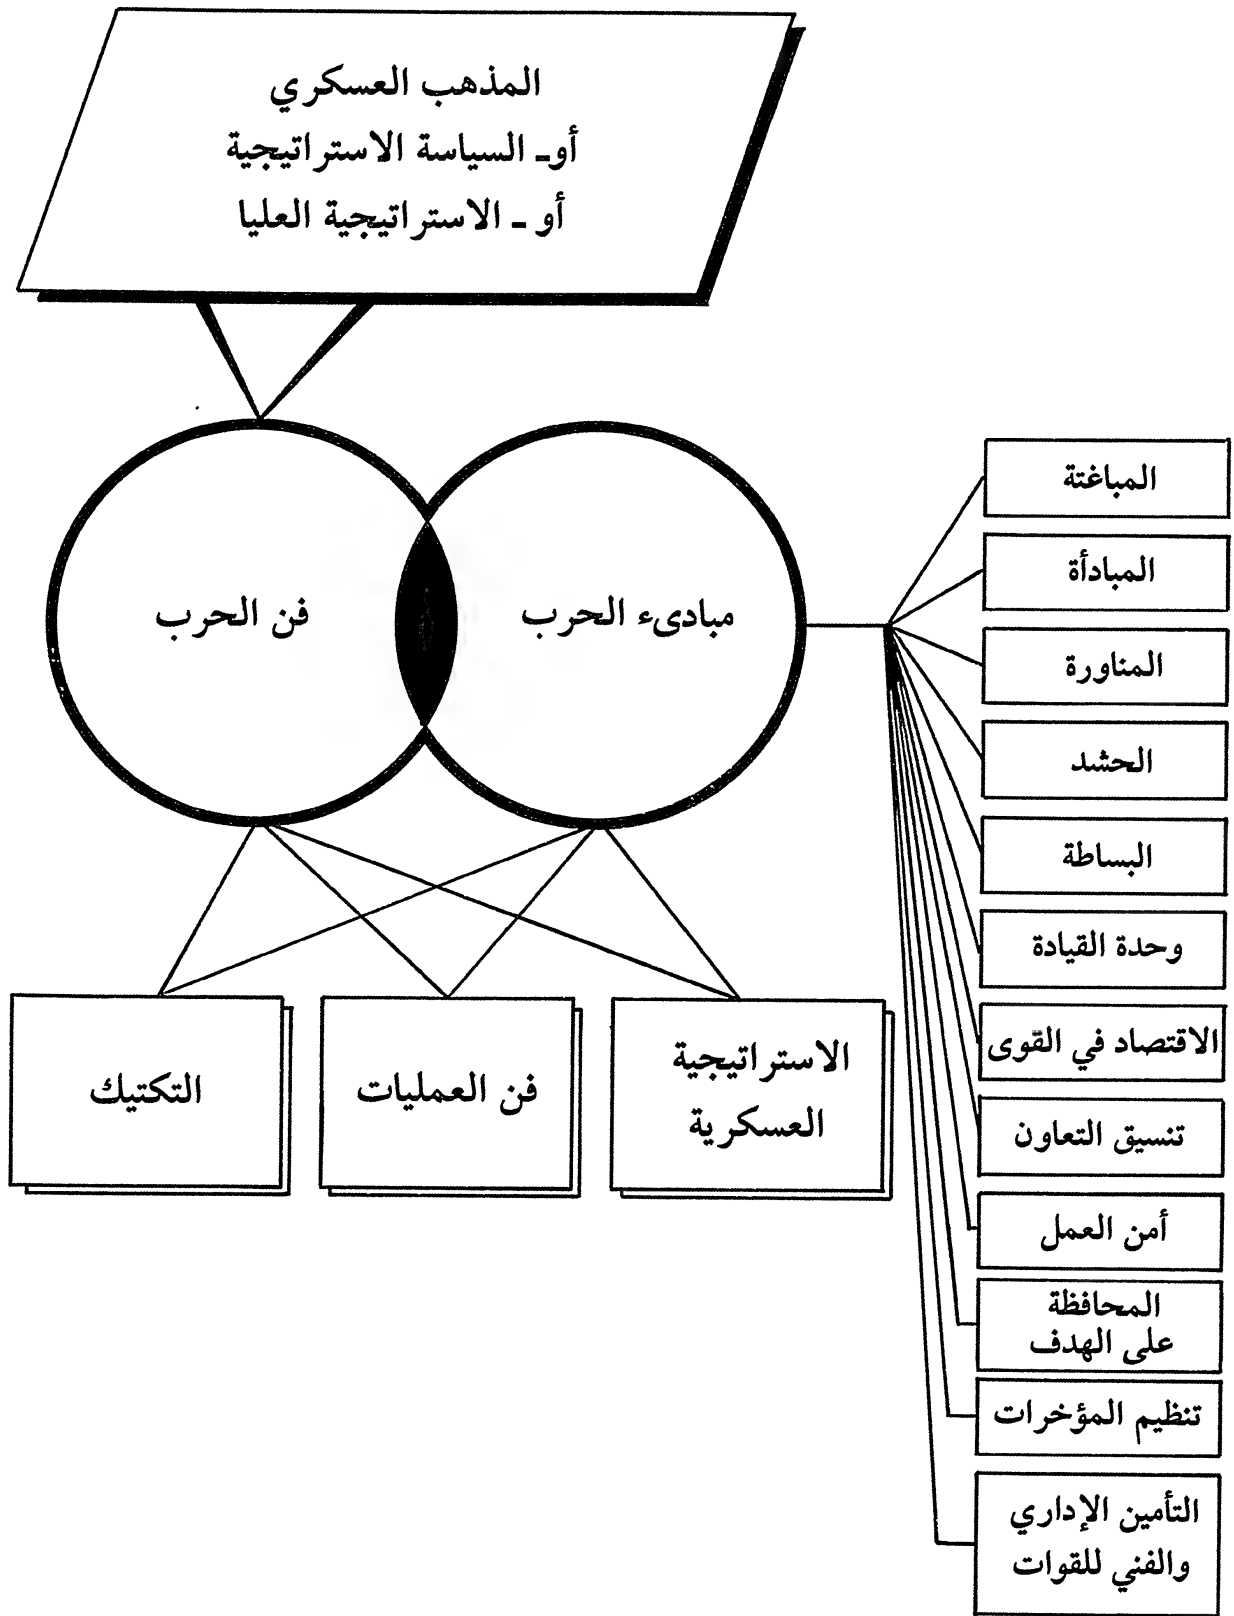 المذهب العسكري
أوـ السياسة الاستراتيجية
أو ـ الاستراتيجية العليا
مبادىء الحرب
فن الحرب
المباغتة
المبادأة
المناورة
الحشد
البساطة
وحدة القيادة
الاقتصاد في القوى
تنسيق التعاون
أمن العمل
المحافظة
على الهدف
تنظيم المؤخرات
التأمين الإداري
والفني للقوات
الاستراتيجية
العسكرية
فن العمليات
التكتيك